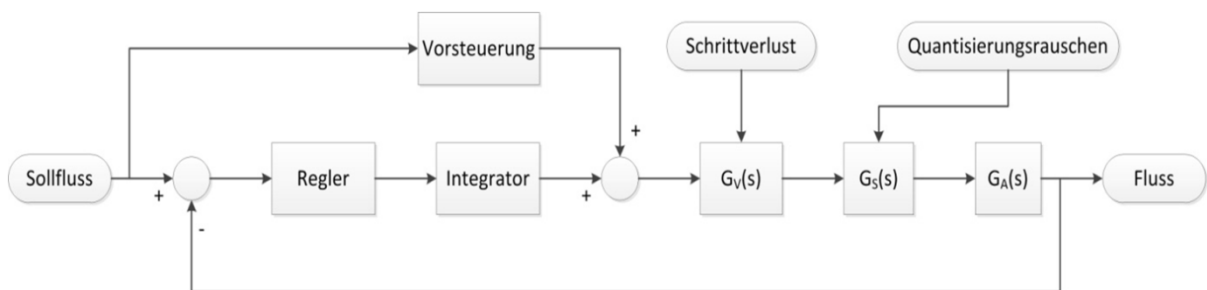 Vorsteuerung
Schrittverlust
Quantisierungsrauschen
+
Sollfluss
+
Regler
Integrator
+
G_V(s)
G_S(s)
G_A(s)
Fluss
-